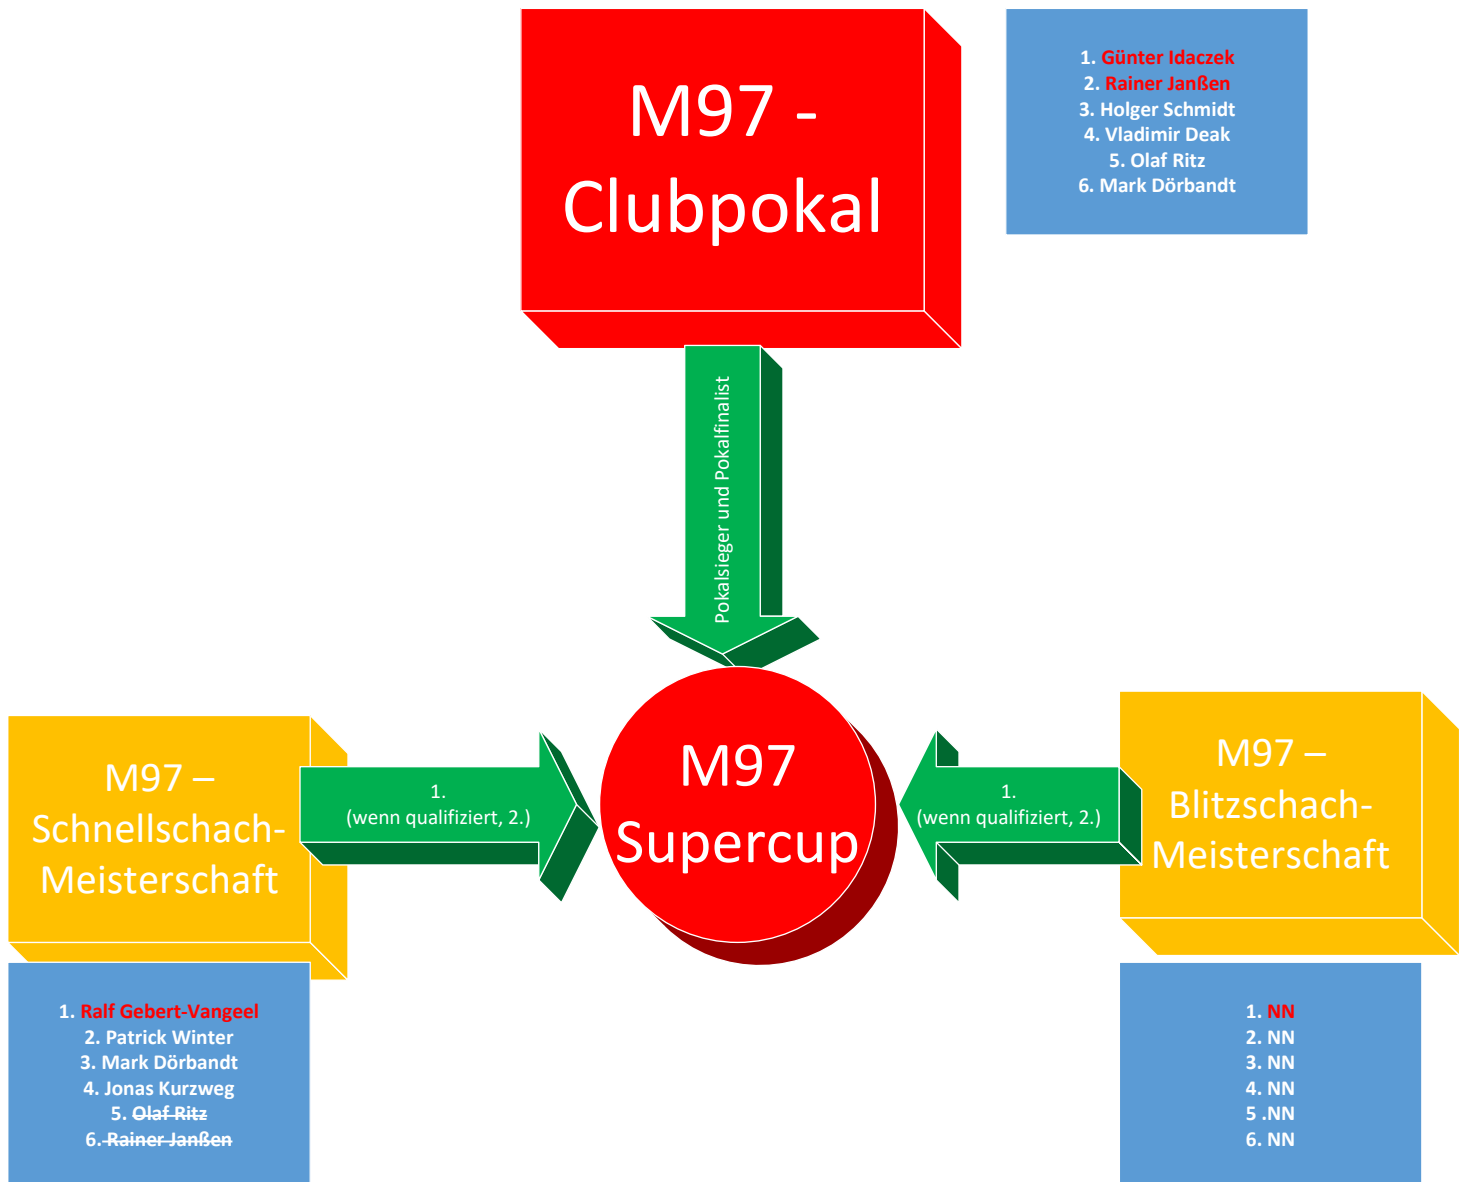 M97 -
Clubpokal
1. Günter Idaczek
2. Rainer Janßen
3. Holger Schmidt
4. Vladimir Deak
5. Olaf Ritz
6. Mark Dörbandt
Pokalsieger und Pokalfinalist
M97 –
Schnellschach-
Meisterschaft
1.
(wenn qualifiziert, 2.)
M97
Supercup
1.
(wenn qualifiziert, 2.)
M97 –
Blitzschach-
Meisterschaft
1. Ralf Gebert-Vangeel
2. Patrick Winter
3. Mark Dörbandt
4. Jonas Kurzweg
5. Olaf Ritz
6. Rainer Janßen
1. NN
2. NN
3. NN
4. NN
5 .NN
6. NN